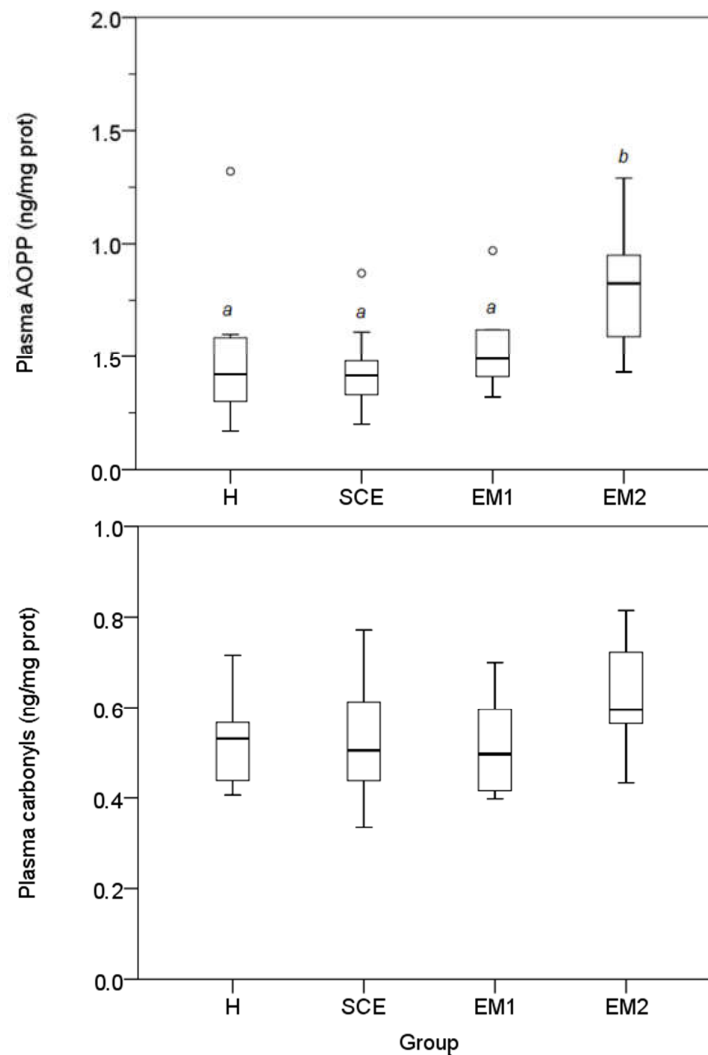 Plasma AOPP (ng/mg prot)
2.0
1.5
1.0
1.5
0.0
a
a
a
b
H SCE EM1 EM2
Plasma carbonyls (ng/mg prot)
1.0
0.8
0.6
0.4
0.2
0.0
H SCE EM1 EM2
Group